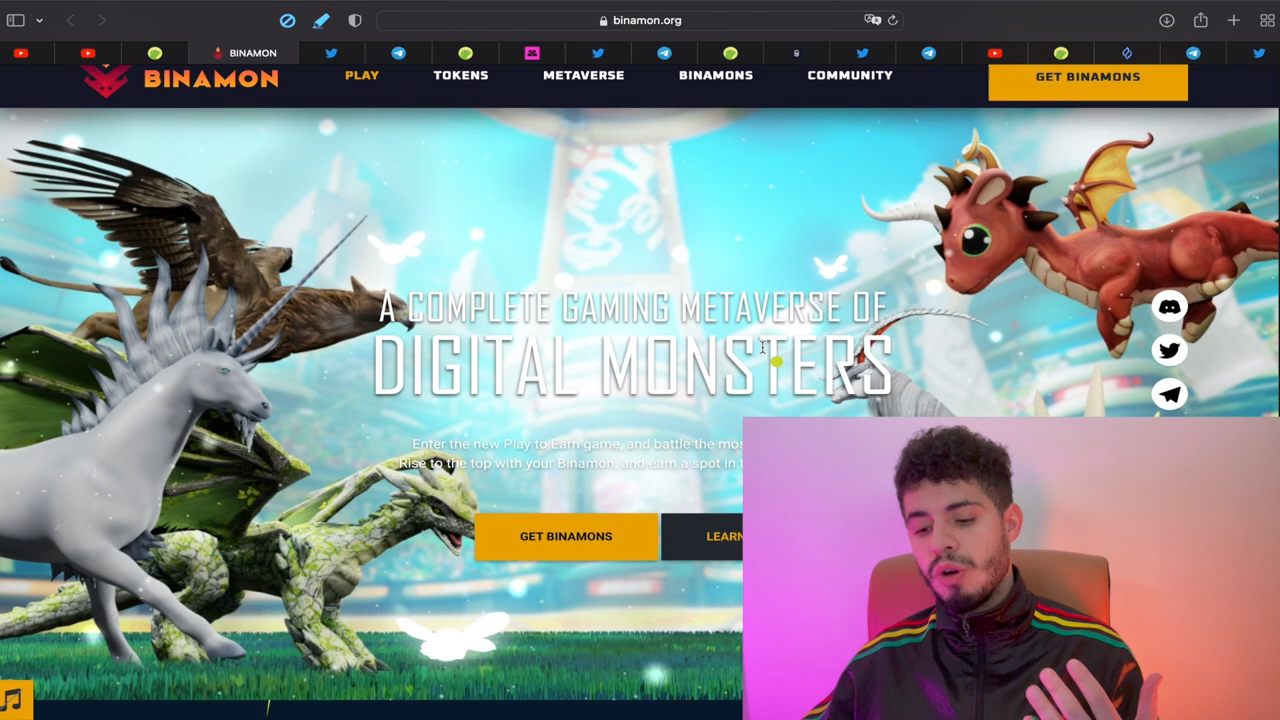 binamon.org
BINAMON
BINAMON
PLAY
TOKENS
METAVERSE
BINAMONS
COMMUNITY
GET BINAMONS
A COMPLETE GAMING METAVERSE OF
DIGITAL MONSTERS
Enter the new Play to Earn game, and battle the
Rise to the top with your Binamon, and earn a spot in
GET BINAMONS